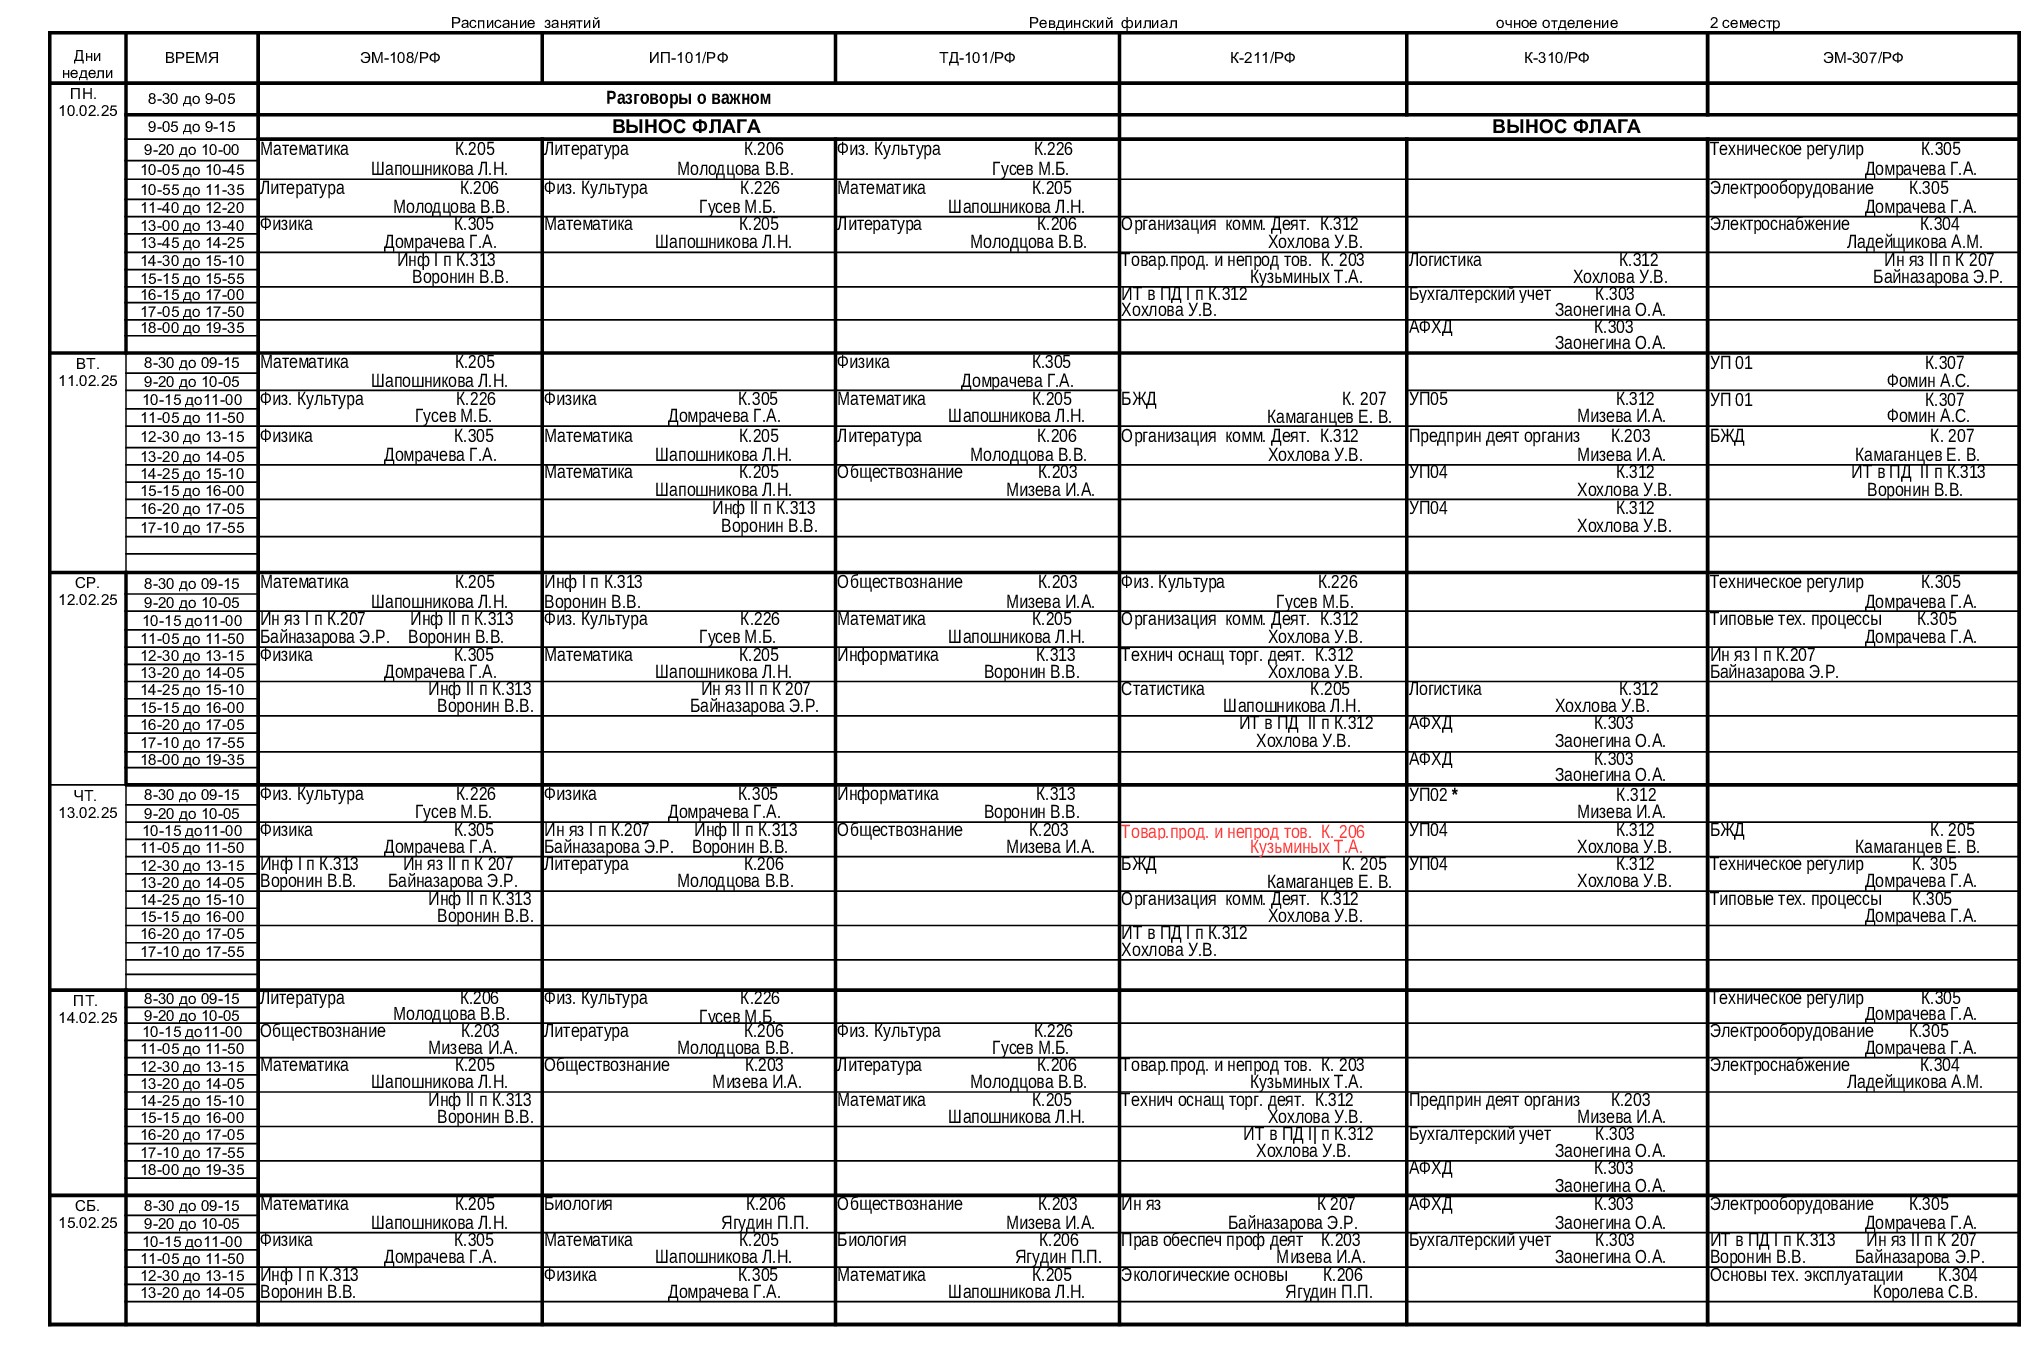 Расписание занятий Ревдинский филиал очное отделение 2 семестр
Дни недели ВРЕМЯ ЭМ-108/РФ ИП-101/РФ ТД-101/РФ К-211/РФ К-310/РФ ЭМ-307/РФ
ПН. 10.02.25
8-30 до 9-05 Разговоры о важном
9-05 до 9-15 ВЫНОС ФЛАГА ВЫНОС ФЛАГА
9-20 до 10-00 Математика К.205 Литература К.206 Физ. Культура К.226 Техническое регулир К.305
10-05 до 10-45 Шапошникова Л.Н. Молодцова В.В. Гусев М.Б. Домрачева Г.А.
10-55 до 11-35 Литература К.206 Физ. Культура К.226 Математика К.205 Электрооборудование К.305
11-40 до 12-20 Молодцова В.В. Гусев М.Б. Шапошникова Л.Н. Домрачева Г.А.
13-00 до 13-40 Физика К.305 Математика К.205 Литература К.206 Организация комм. Деят. К.312 Электроснабжение К.304
13-45 до 14-25 Домрачева Г.А. Шапошникова Л.Н. Молодцова В.В. Хохлова У.В. Ладейщикова А.М.
14-30 до 15-10 Инф I п К.313 Товар.прод. и непрод тов. К. 203 Логистика К.312 Ин яз II п К 207
15-15 до 15-55 Воронин В.В. Кузьминых Т.А. Хохлова У.В. Байназарова Э.Р.
16-15 до 17-00 ИТ в ПД I п К.312 Бухгалтерский учет К.303
17-05 до 17-50 Хохлова У.В. Заонегина О.А.
18-00 до 19-35 АФХД К.303
Заонегина О.А.
ВТ. 11.02.25
8-30 до 09-15 Математика К.205 Физика К.305 УП 01 К.307
9-20 до 10-05 Шапошникова Л.Н. Домрачева Г.А. Фомин А.С.
10-15 до11-00 Физ. Культура К.226 Физика К.305 Математика К.205 БЖД К. 207 УП05 К.312 УП 01 К.307
11-05 до 11-50 Гусев М.Б. Домрачева Г.А. Шапошникова Л.Н. Камаганцев Е. В. Мизева И.А. Фомин А.С.
12-30 до 13-15 Физика К.305 Математика К.205 Литература К.206 Организация комм. Деят. К.312 Предприн деят организ К.203 БЖД К. 207
13-20 до 14-05 Домрачева Г.А. Шапошникова Л.Н. Молодцова В.В. Хохлова У.В. Мизева И.А. Камаганцев Е. В.
14-25 до 15-10 Математика К.205 Обществознание К.203 УП04 К.312 ИТ в ПД II п К.313
15-15 до 16-00 Шапошникова Л.Н. Мизева И.А. Хохлова У.В. Воронин В.В.
16-20 до 17-05 Инф II п К.313 УП04 К.312
17-10 до 17-55 Воронин В.В. Хохлова У.В.
СР. 12.02.25
8-30 до 09-15 Математика К.205 Инф I п К.313 Обществознание К.203 Физ. Культура К.226 Техническое регулир К.305
9-20 до 10-05 Шапошникова Л.Н. Воронин В.В. Мизева И.А. Гусев М.Б. Домрачева Г.А.
10-15 до11-00 Ин яз I п К.207 Инф II п К.313 Физ. Культура К.226 Математика К.205 Организация комм. Деят. К.312 Типовые тех. процессы К.305
11-05 до 11-50 Байназарова Э.Р. Воронин В.В. Гусев М.Б. Шапошникова Л.Н. Хохлова У.В. Домрачева Г.А.
12-30 до 13-15 Физика К.305 Математика К.205 Информатика К.313 Технич оснащ торг. деят. К.312 Ин яз I п К.207
13-20 до 14-05 Домрачева Г.А. Шапошникова Л.Н. Воронин В.В. Хохлова У.В. Байназарова Э.Р.
14-25 до 15-10 Инф II п К.313 Ин яз II п К 207 Статистика К.205 Логистика К.312
15-15 до 16-00 Воронин В.В. Байназарова Э.Р. Шапошникова Л.Н. Хохлова У.В.
16-20 до 17-05 ИТ в ПД II п К.312 АФХД К.303
17-10 до 17-55 Хохлова У.В. Заонегина О.А.
18-00 до 19-35 АФХД К.303
Заонегина О.А.
ЧТ. 13.02.25
8-30 до 09-15 Физ. Культура К.226 Физика К.305 Информатика К.313 УП02 * К.312
9-20 до 10-05 Гусев М.Б. Домрачева Г.А. Воронин В.В. Мизева И.А.
10-15 до11-00 Физика К.305 Ин яз I п К.207 Инф II п К.313 Обществознание К.203 Товар.прод. и непрод тов. К. 206 УП04 К.312 БЖД К. 205
11-05 до 11-50 Домрачева Г.А. Байназарова Э.Р. Воронин В.В. Мизева И.А. Кузьминых Т.А. Хохлова У.В. Камаганцев Е. В.
12-30 до 13-15 Инф I п К.313 Ин яз II п К 207 Литература К.206 БЖД К. 205 УП04 К.312 Техническое регулир К. 305
13-20 до 14-05 Воронин В.В. Байназарова Э.Р. Молодцова В.В. Камаганцев Е. В. Хохлова У.В. Домрачева Г.А.
14-25 до 15-10 Инф II п К.313 Организация комм. Деят. К.312 Типовые тех. процессы К.305
15-15 до 16-00 Воронин В.В. Хохлова У.В. Домрачева Г.А.
16-20 до 17-05 ИТ в ПД I п К.312
17-10 до 17-55 Хохлова У.В.
ПТ. 14.02.25
8-30 до 09-15 Литература К.206 Физ. Культура К.226 Техническое регулир К.305
9-20 до 10-05 Молодцова В.В. Гусев М.Б. Домрачева Г.А.
10-15 до11-00 Обществознание К.203 Литература К.206 Физ. Культура К.226 Электрооборудование К.305
11-05 до 11-50 Мизева И.А. Молодцова В.В. Гусев М.Б. Домрачева Г.А.
12-30 до 13-15 Математика К.205 Обществознание К.203 Литература К.206 Товар.прод. и непрод тов. К. 203 Электроснабжение К.304
13-20 до 14-05 Шапошникова Л.Н. Мизева И.А. Молодцова В.В. Кузьминых Т.А. Ладейщикова А.М.
14-25 до 15-10 Инф II п К.313 Математика К.205 Технич оснащ торг. деят. К.312 Предприн деят организ К.203
15-15 до 16-00 Воронин В.В. Шапошникова Л.Н. Хохлова У.В. Мизева И.А.
16-20 до 17-05 ИТ в ПД II п К.312 Бухгалтерский учет К.303
17-10 до 17-55 Хохлова У.В. Заонегина О.А.
18-00 до 19-35 АФХД К.303
Заонегина О.А.
СБ. 15.02.25
8-30 до 09-15 Математика К.205 Биология К.206 Обществознание К.203 Ин яз К 207 АФХД К.303 Электрооборудование К.305
9-20 до 10-05 Шапошникова Л.Н. Ягудин П.П. Мизева И.А. Байназарова Э.Р. Заонегина О.А. Домрачева Г.А.
10-15 до11-00 Физика К.305 Математика К.205 Биология К.206 Прав обеспеч проф деят К.203 Бухгалтерский учет К.303 ИТ в ПД I п К.313 Ин яз II п К 207
11-05 до 11-50 Домрачева Г.А. Шапошникова Л.Н. Ягудин П.П. Мизева И.А. Заонегина О.А. Воронин В.В. Байназарова Э.Р.
12-30 до 13-15 Инф I п К.313 Физика К.305 Математика К.205 Экологические основы К.206 Основы тех. эксплуатации К.304
13-20 до 14-05 Воронин В.В. Домрачева Г.А. Шапошникова Л.Н. Ягудин П.П. Королева С.В.